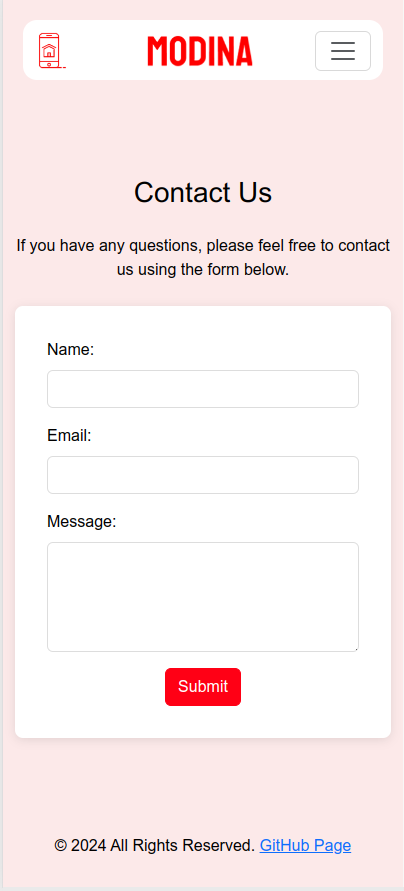 MODINA
Contact Us
If you have any questions, please feel free to contact
us using the form below.
Name:
Email:
Message:
Submit
© 2024 All Rights Reserved. GitHub Page